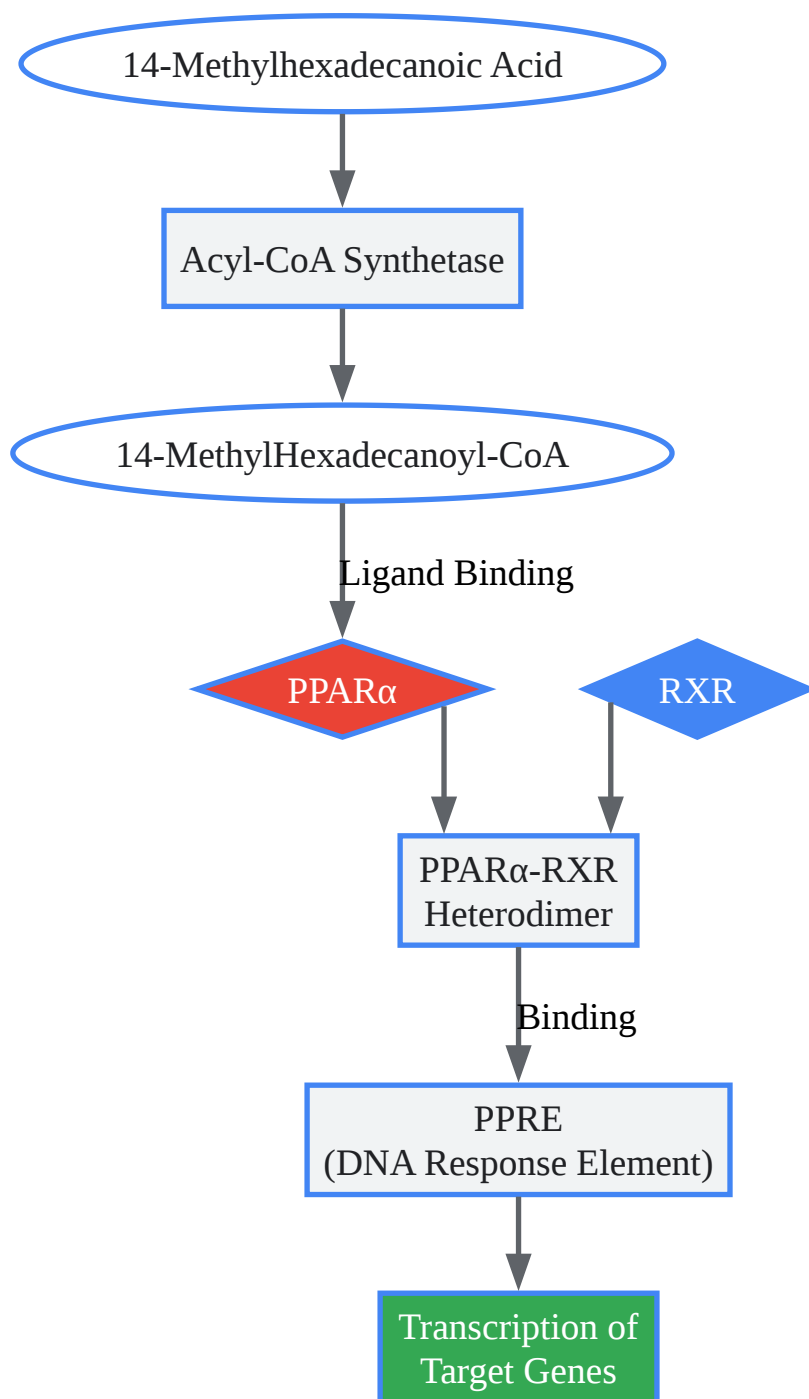 14-Methylhexadecanoic Acid
Acyl-CoA Synthetase
14-MethylHexadecanoyl-CoA
Ligand Binding
PPARα
RXR
PPARα-RXR
Heterodimer
Binding
PPRE
(DNA Response Element)
Transcription of
Target Genes